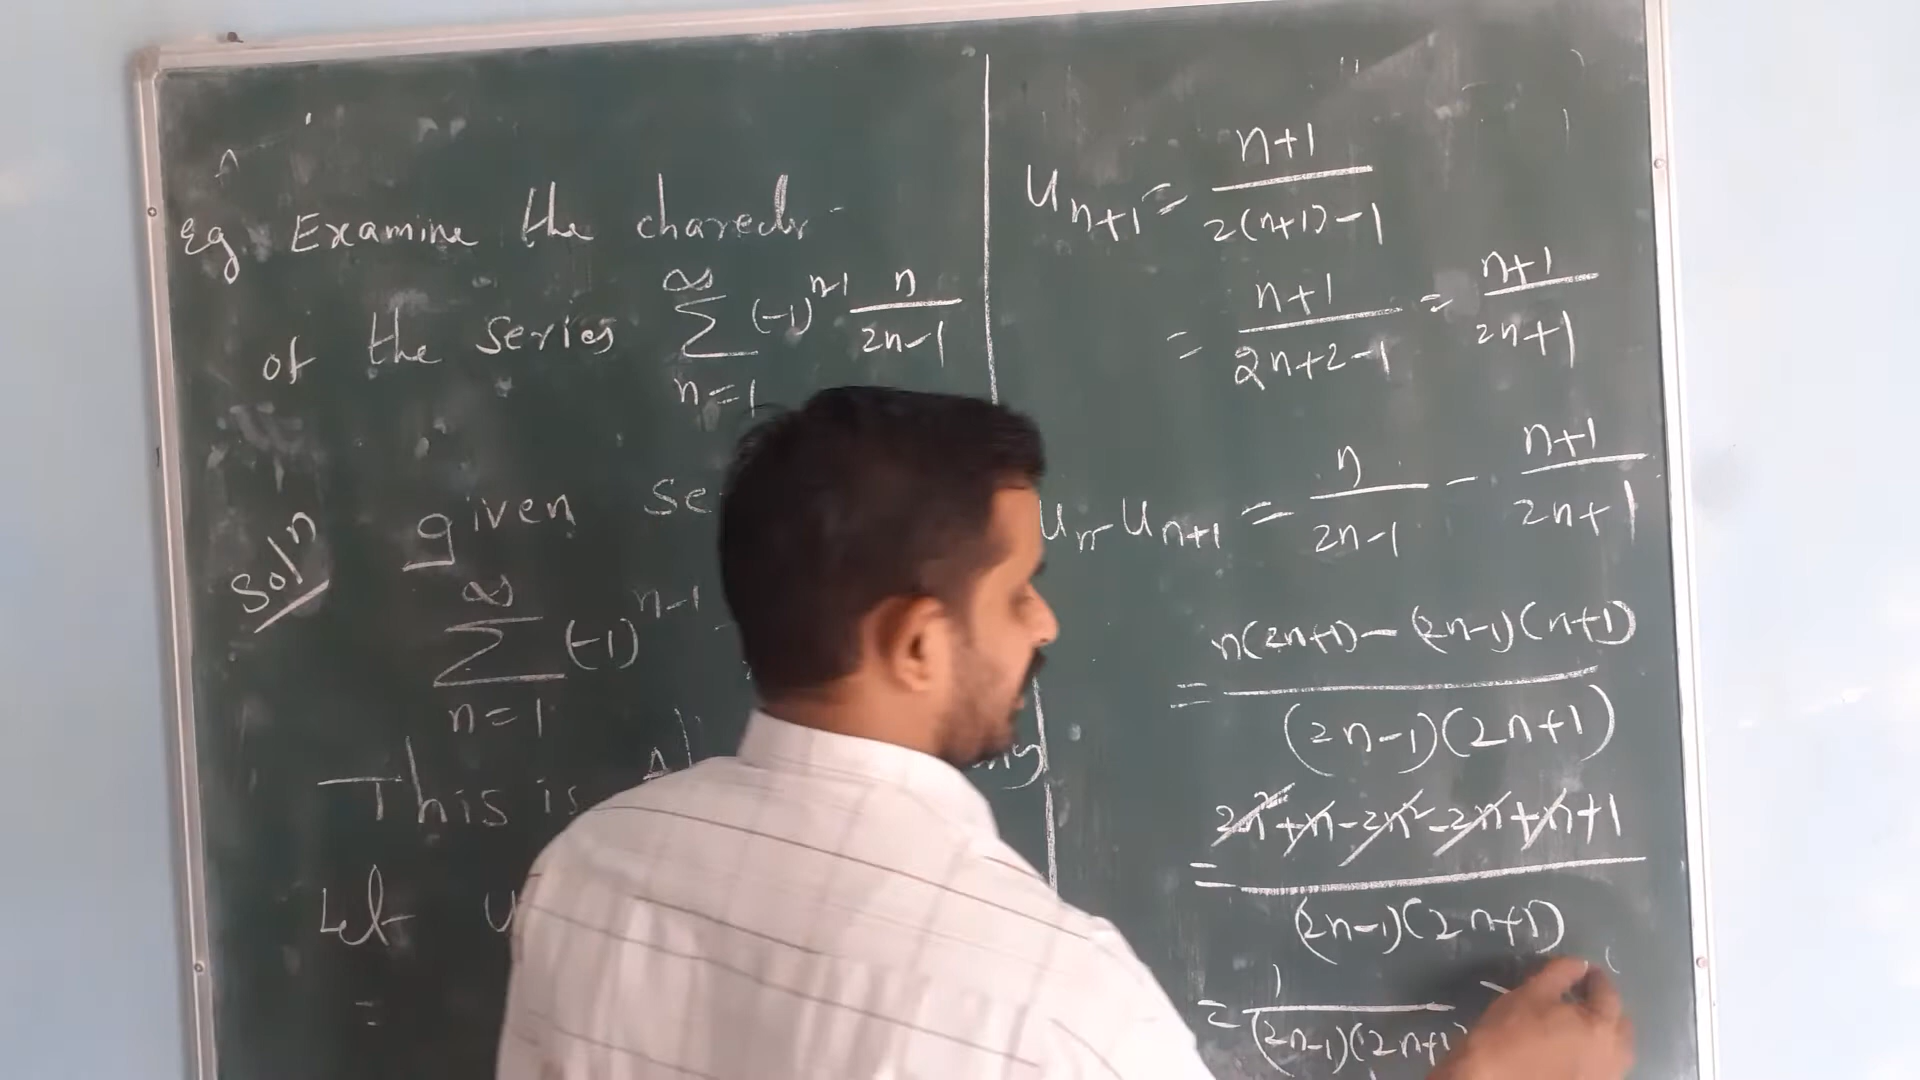 Eg. Examine the
of the series ∑_{n=1}^{∞} (-1)^{n-1} n/(2n-1)
Solⁿ given
∑_{n=1}^{∞} (-1)^{n-1}
This is
Let u
=
u_{n+1} = (n+1)/(2(n+1)-1)
= (n+1)/(2n+2-1) = (n+1)/(2n+1)
u_n - u_{n+1} = n/(2n-1) - (n+1)/(2n+1)
= (n(2n+1) - (2n-1)(n+1))/((2n-1)(2n+1))
= (2n²+n-2n²-2n+n+1)/((2n-1)(2n+1))
= 1/((2n-1)(2n+1))